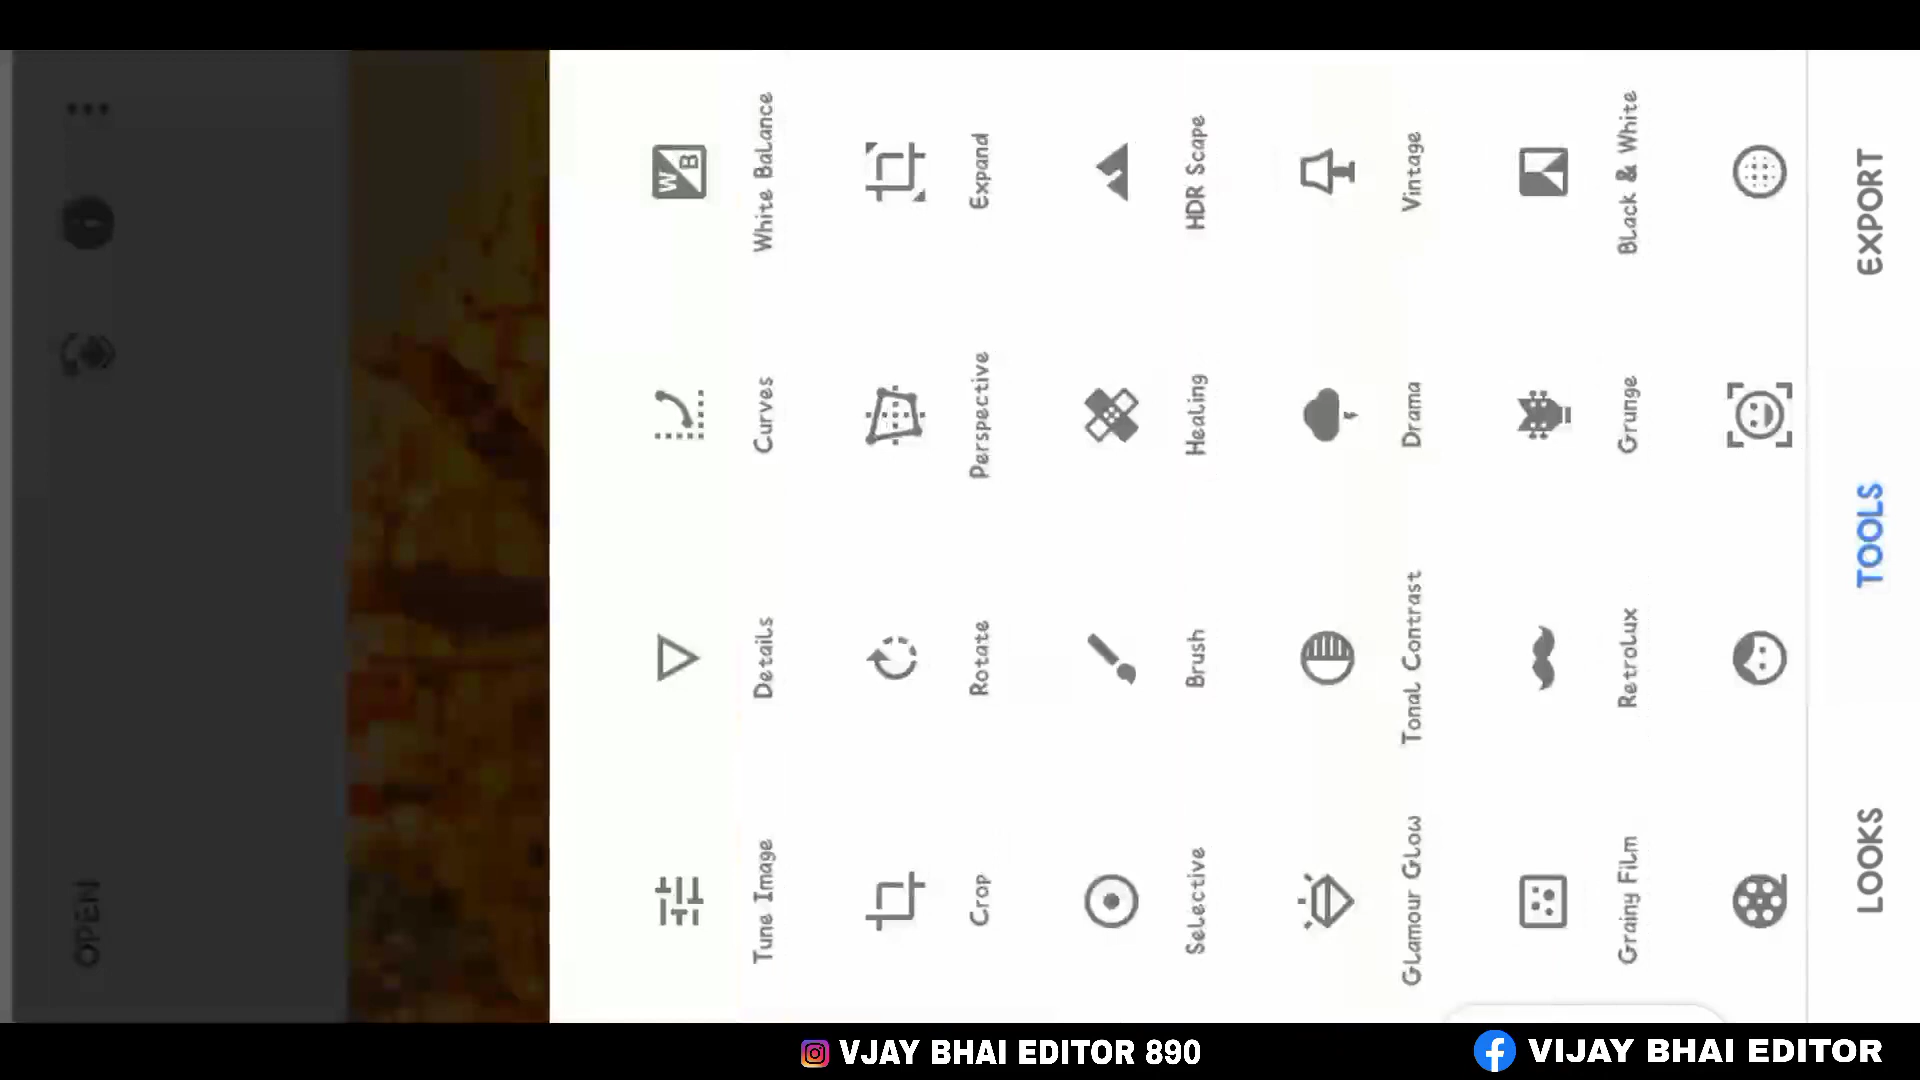 OPEN
Tune Image
Details
Curves
White Balance
Crop
Rotate
Perspective
Expand
Selective
Brush
Healing
HDR Scape
Glamour Glow
Tonal Contrast
Drama
Vintage
Grainy Film
Retrolux
Grunge
Black & White
LOOKS
TOOLS
EXPORT
VJAY BHAI EDITOR 890
VIJAY BHAI EDITOR